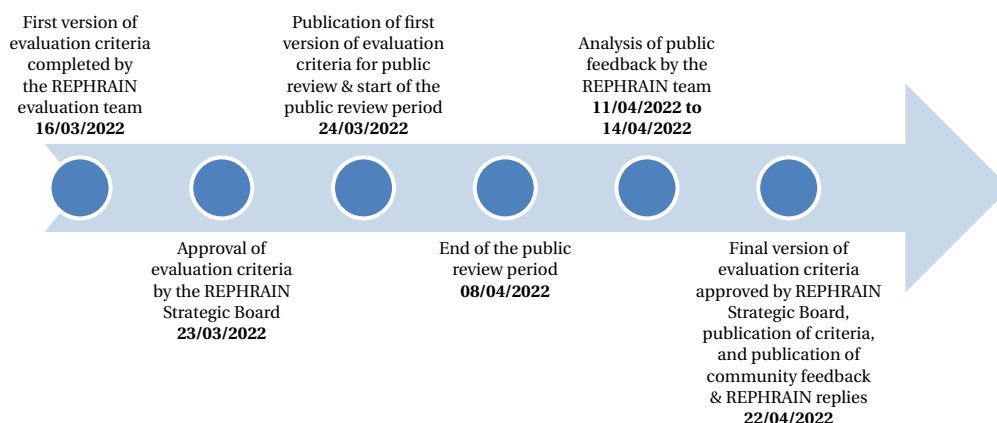 First version of
evaluation criteria
completed by
the REPHRAIN
evaluation team
16/03/2022
Approval of
evaluation criteria
by the REPHRAIN
Strategic Board
23/03/2022
Publication of first
version of evaluation
criteria for public
review & start of the
public review period
24/03/2022
End of the public
review period
08/04/2022
Analysis of public
feedback by the
REPHRAIN team
11/04/2022 to
14/04/2022
Final version of
evaluation criteria
approved by REPHRAIN
Strategic Board,
publication of criteria,
and publication of
community feedback
& REPHRAIN replies
22/04/2022